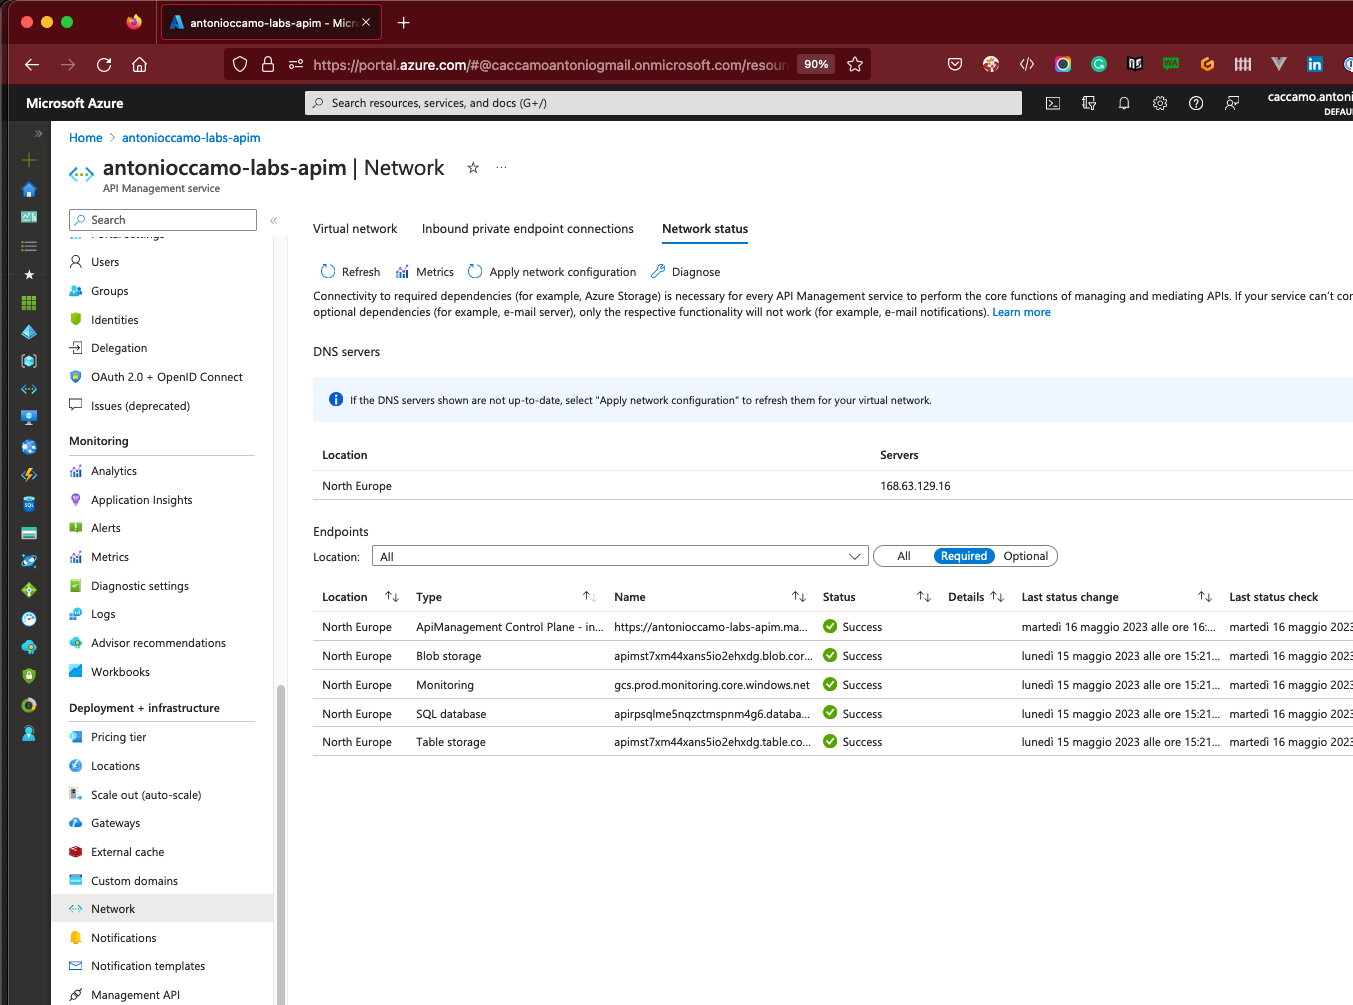 antonioccamo-labs-apim - Micr
https://portal.azure.com/#@caccamoantoniogmail.onmicrosoft.com/resour
90%
Microsoft Azure
Search resources, services, and docs (G+/)
caccamo.antoni
DEFAU
Home > antonioccamo-labs-apim
antonioccamo-labs-apim | Network
API Management service
Search
Users
Groups
Identities
Delegation
OAuth 2.0 + OpenID Connect
Issues (deprecated)
Monitoring
Analytics
Application Insights
Alerts
Metrics
Diagnostic settings
Logs
Advisor recommendations
Workbooks
Deployment + infrastructure
Pricing tier
Locations
Scale out (auto-scale)
Gateways
External cache
Custom domains
Network
Notifications
Notification templates
Management API
Virtual network Inbound private endpoint connections Network status
Refresh Metrics Apply network configuration Diagnose
Connectivity to required dependencies (for example, Azure Storage) is necessary for every API Management service to perform the core functions of managing and mediating APIs. If your service can't cor
optional dependencies (for example, e-mail server), only the respective functionality will not work (for example, e-mail notifications). Learn more
DNS servers
If the DNS servers shown are not up-to-date, select "Apply network configuration" to refresh them for your virtual network.
Location Servers
North Europe 168.63.129.16
Endpoints
Location: All All Required Optional
Location Type Name Status Details Last status change Last status check
North Europe ApiManagement Control Plane - in... https://antonioccamo-labs-apim.ma... Success martedì 16 maggio 2023 alle ore 16:... martedì 16 maggio 2023
North Europe Blob storage apimst7xm44xans5io2ehxdg.blob.cor... Success lunedì 15 maggio 2023 alle ore 15:21... martedì 16 maggio 2023
North Europe Monitoring gcs.prod.monitoring.core.windows.net Success lunedì 15 maggio 2023 alle ore 15:21... martedì 16 maggio 2023
North Europe SQL database apirpsqlme5nqzctmspnm4g6.databa... Success lunedì 15 maggio 2023 alle ore 15:21... martedì 16 maggio 2023
North Europe Table storage apimst7xm44xans5io2ehxdg.table.co... Success lunedì 15 maggio 2023 alle ore 15:21... martedì 16 maggio 2023